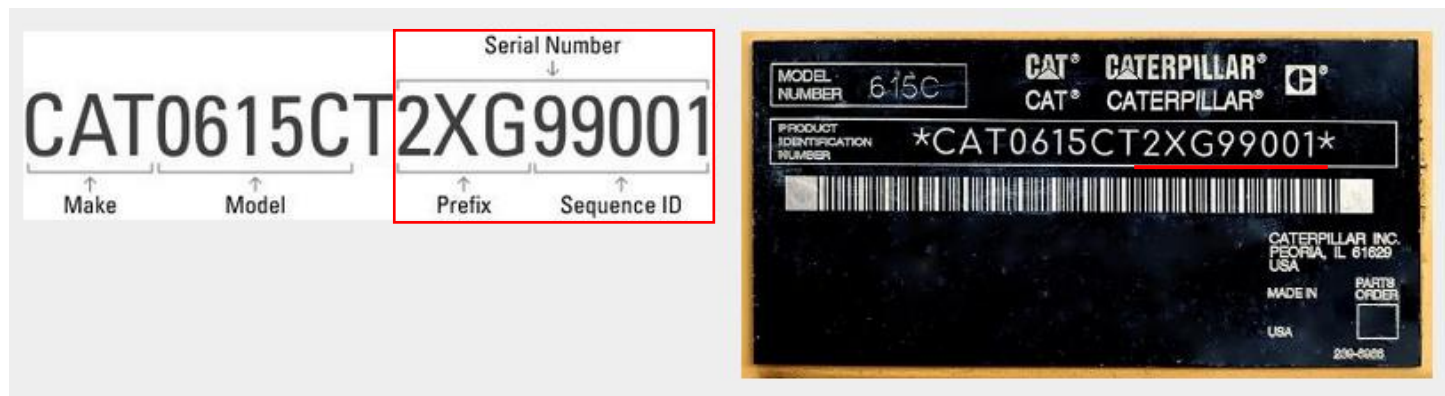 Serial Number
CAT0615CT2XG99001
Make Model Prefix Sequence ID
MODEL NUMBER 615C
CAT® CATERPILLAR®
CAT® CATERPILLAR®
PRODUCT IDENTIFICATION NUMBER
*CAT0615CT2XG99001*
CATERPILLAR INC.
PEORIA, IL 61629
USA
MADE IN
PARTS ORDER
USA